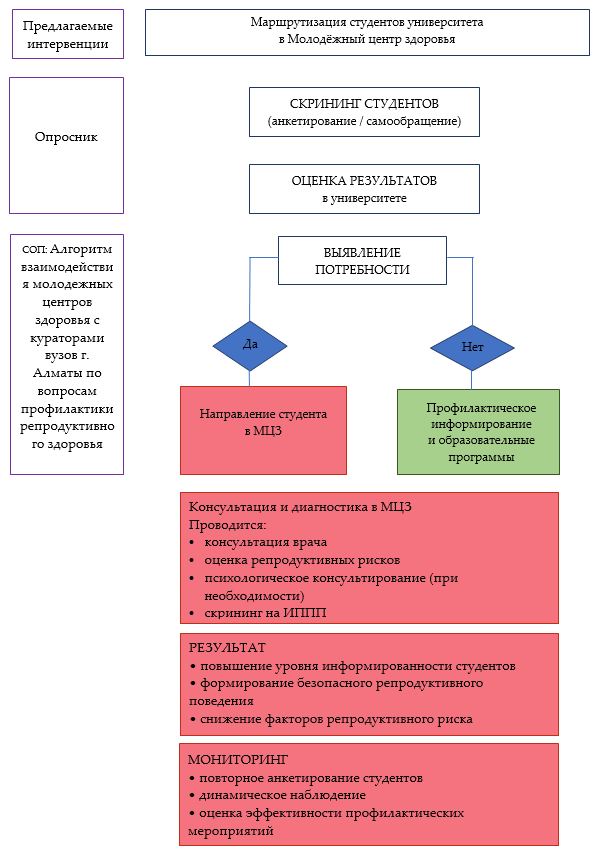 Предлагаемые
интервенции
Маршрутизация студентов университета
в Молодёжный центр здоровья
Опросник
СКРИНИНГ СТУДЕНТОВ
(анкетирование / самообращение)
ОЦЕНКА РЕЗУЛЬТАТОВ
в университете
СОП: Алгоритм
взаимодействи
я молодежных
центров
здоровья с
кураторами
вузов г.
Алматы по
вопросам
профилактики
репродуктивно
го здоровья
ВЫЯВЛЕНИЕ
ПОТРЕБНОСТИ
Да
Нет
Направление студента
в МЦЗ
Профилактическое
информирование
и образовательные
программы
Консультация и диагностика в МЦЗ
Проводится:
• консультация врача
• оценка репродуктивных рисков
• психологическое консультирование (при
необходимости)
• скрининг на ИППП
РЕЗУЛЬТАТ
• повышение уровня информированности студентов
• формирование безопасного репродуктивного
поведения
• снижение факторов репродуктивного риска
МОНИТОРИНГ
• повторное анкетирование студентов
• динамическое наблюдение
• оценка эффективности профилактических
мероприятий